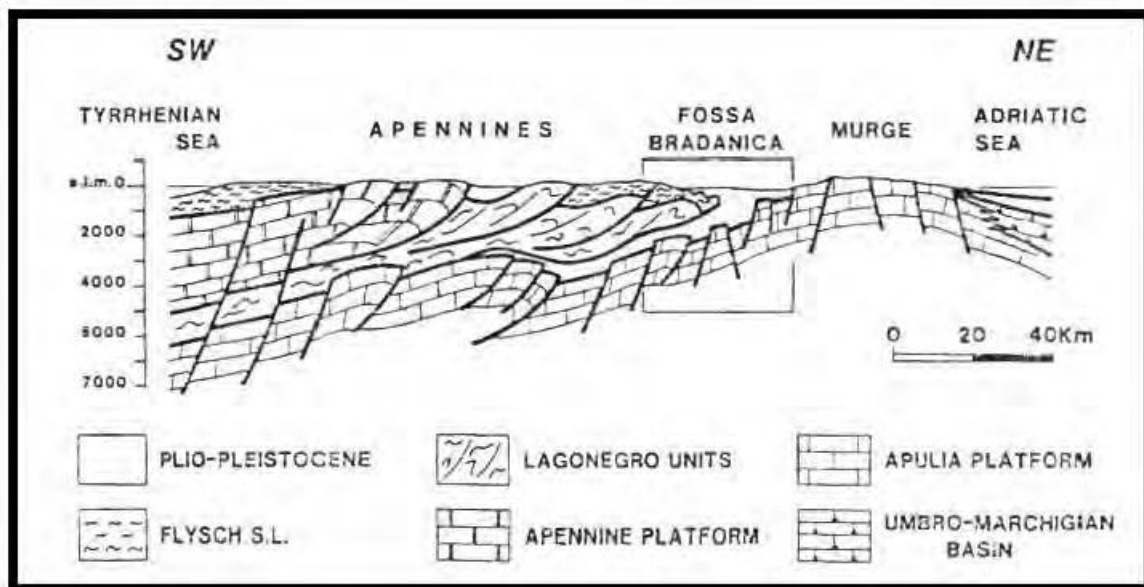 SW
NE
TYRRHENIAN
SEA
APENNINES
FOSSA
BRADANICA
MURGE
ADRIATIC
SEA
s.l.m. 0
2000
4000
5000
7000
0 20 40Km
PLIO-PLEISTOCENE
LAGONEGRO UNITS
APULIA PLATFORM
FLYSCH S.L.
APENNINE PLATFORM
UMBRO-MARCHIGIAN
BASIN